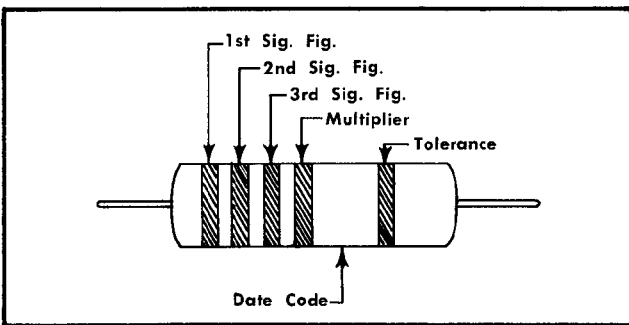 1st Sig. Fig.
2nd Sig. Fig.
3rd Sig. Fig.
Multiplier
Tolerance
Date Code